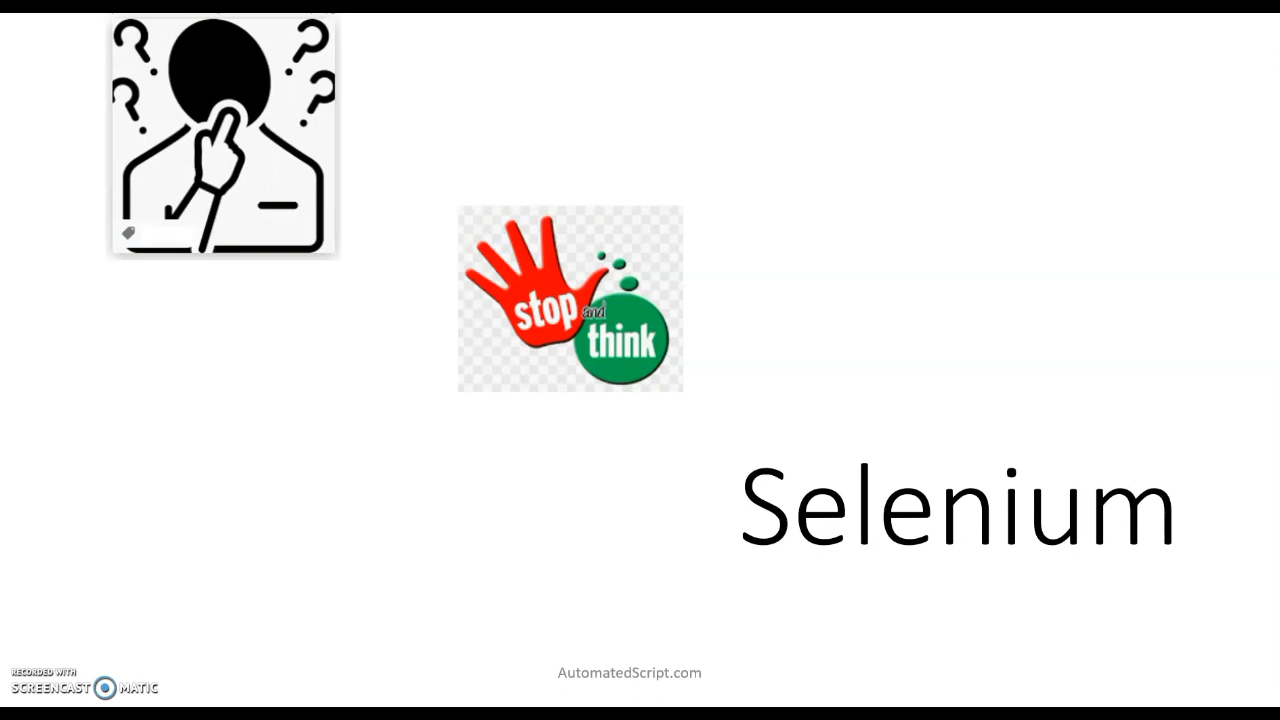 stop and
think
Selenium
AutomatedScript.com
RECORDED WITH
SCREENCAST MATIC